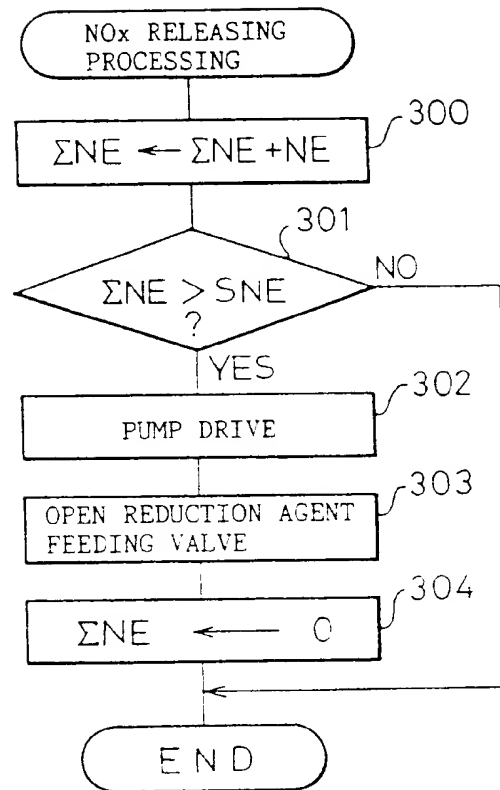 NOx RELEASING
PROCESSING
300
ΣNE ← ΣNE + NE
301
ΣNE > SNE
?
NO
YES
302
PUMP DRIVE
303
OPEN REDUCTION AGENT
FEEDING VALVE
304
ΣNE ← 0
END